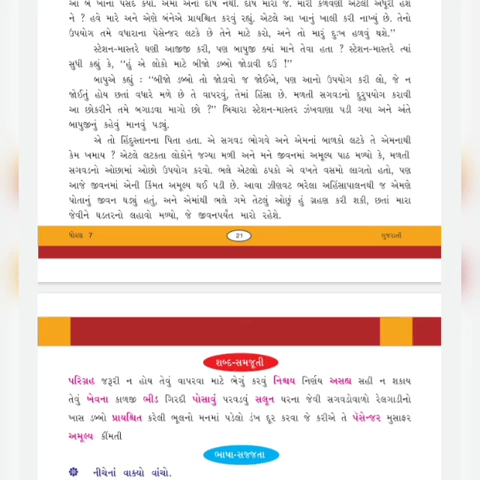 આ બે ખાના પસંદ કર્યાં. એમાં એનો દોષ નથી. દોષ મારો જ. મારી કેળવણી એટલી અધૂરી હશે
ને ? હવે મારે અને એણે બંનેએ પ્રાયશ્ચિત્ત કરવું રહ્યું. એટલે આ ખાનું ખાલી કરી નાખ્યું છે. તેનો
ઉપયોગ તમે વધારાના પેસેન્જર લટકે છે તેને માટે કરો, અને તો મારું દુઃખ હળવું થશે.''
સ્ટેશન-માસ્તરે ઘણી આજીજી કરી, પણ બાપુજી ક્યાં માને તેવા હતા ? સ્ટેશન-માસ્તરે ત્યાં
સુધી કહ્યું કે, ''હું એ લોકો માટે બીજો ડબ્બો જોડાવી દઉં !''
બાપુએ કહ્યું : ''બીજો ડબ્બો તો જોડાવો જ જોઈએ, પણ આનો ઉપયોગ કરી લો, જે ન
જોઈતું હોય છતાં વધારે મળે છે તે વાપરવું, તેમાં હિંસા છે. મળતી સગવડનો દુરુપયોગ કરાવી
આ છોકરીને તમે બગાડવા માગો છો ?'' બિચારા સ્ટેશન-માસ્તર ઝંખવાણા પડી ગયા અને અંતે
બાપુજીનું કહેવું માનવું પડ્યું.
એ તો હિંદુસ્તાનના પિતા હતા. એ સગવડ ભોગવે અને એમનાં બાળકો લટકે તે એમનાથી
કેમ ખમાય ? એટલે લટકતા લોકોને જગ્યા મળી અને મને જીવનમાં અમૂલ્ય પાઠ મળ્યો કે, મળતી
સગવડનો ઓછામાં ઓછો ઉપયોગ કરવો. ભલે એટલો ઠપકો એ વખતે વસમો લાગતો હતો, પણ
આજે જીવનમાં એની કિંમત અમૂલ્ય થઈ પડી છે. આવા ઝીણવટ ભરેલા અહિંસાપાલનથી જ એમણે
પોતાનું જીવન ઘડ્યું હતું, અને એમાંથી ભલે ગમે તેટલું ઓછું હું ગ્રહણ કરી શકી, છતાં મારા
જેવીને ઘડતરનો લહાવો મળ્યો, જે જીવનપર્યંત મારો રહેશે.
ધોરણ 7 21 ગુજરાતી
શબ્દ-સમજૂતી
પરિગ્રહ જરૂરી ન હોય તેવું વાપરવા માટે ભેગું કરવું નિશ્ચય નિર્ણય અસહ્ય સહી ન શકાય
તેવું ખેવના કાળજી ભીડ ગિરદી પોસાવું પરવડવું સલૂન ઘરના જેવી સગવડોવાળો રેલગાડીનો
ખાસ ડબ્બો પ્રાયશ્ચિત્ત કરેલી ભૂલનો મનમાં પડેલો ડંખ દૂર કરવા જે કરીએ તે પેસેન્જર મુસાફર
અમૂલ્ય કીંમતી
ભાષા-સજ્જતા
નીચેનાં વાક્યો વાંચો.